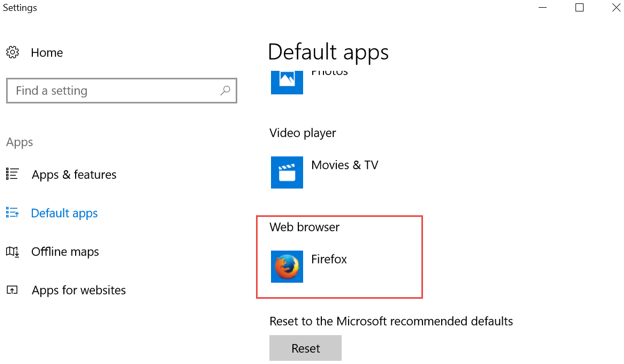 Settings
Home
Find a setting
Apps
Apps & features
Default apps
Offline maps
Apps for websites
Default apps
Photos
Video player
Movies & TV
Web browser
Firefox
Reset to the Microsoft recommended defaults
Reset